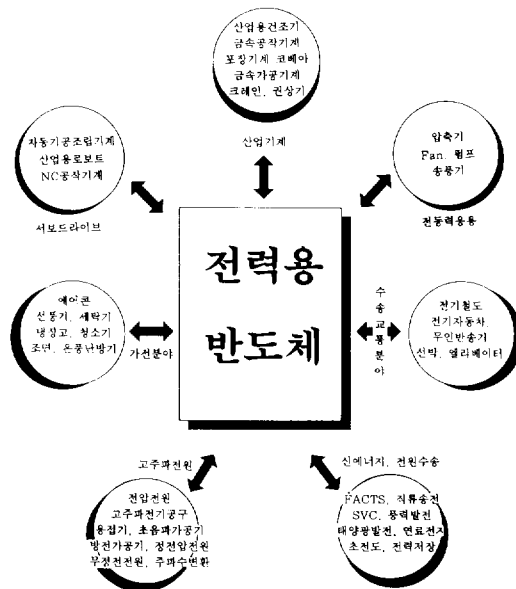 산업용건조기
금속공작기계
포장기계 코베아
금속가공기계
크레인, 권상기
산업기계
자동기공조립기계
산업용로보트
NC공작기계
서보드라이브
압축기
Fan, 펌프
송풍기
전동력응용
전력용
반도체
에어콘
선풍기, 세탁기
냉장고, 청소기
조명, 온풍난방기
가전분야
수송교통분야
전기철도
전기자동차,
무인반송기
선박, 엘리베이터
고주파전원
전압전원
고주파전기공구
용접기, 초음파가공기
방전가공기, 정전압전원
무정전전원, 주파수변환
신에너지, 전원수송
FACTS, 직류송전
SVC, 풍력발전
태양광발전, 연료전지
초전도, 전력저장